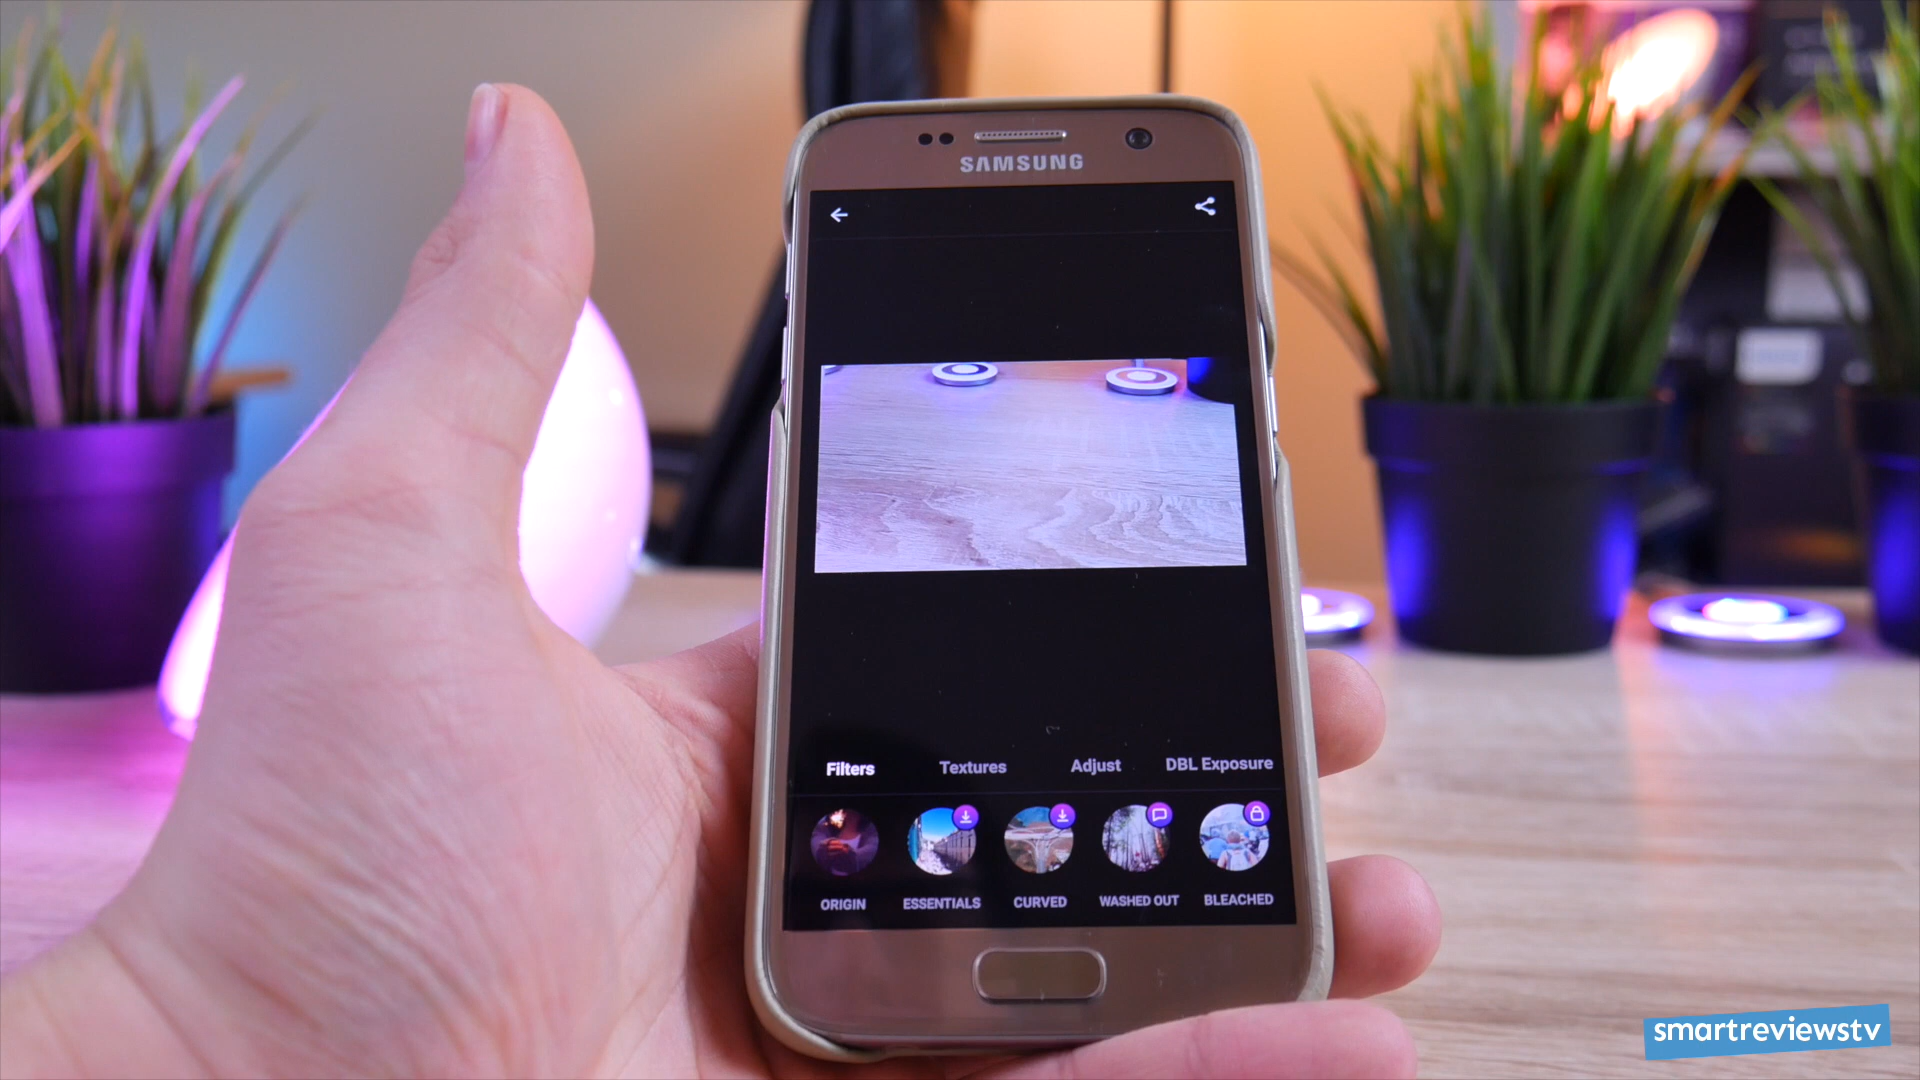 SAMSUNG
Filters Textures Adjust DBL Exposure
ORIGIN ESSENTIALS CURVED WASHED OUT BLEACHED
smartreviewstv